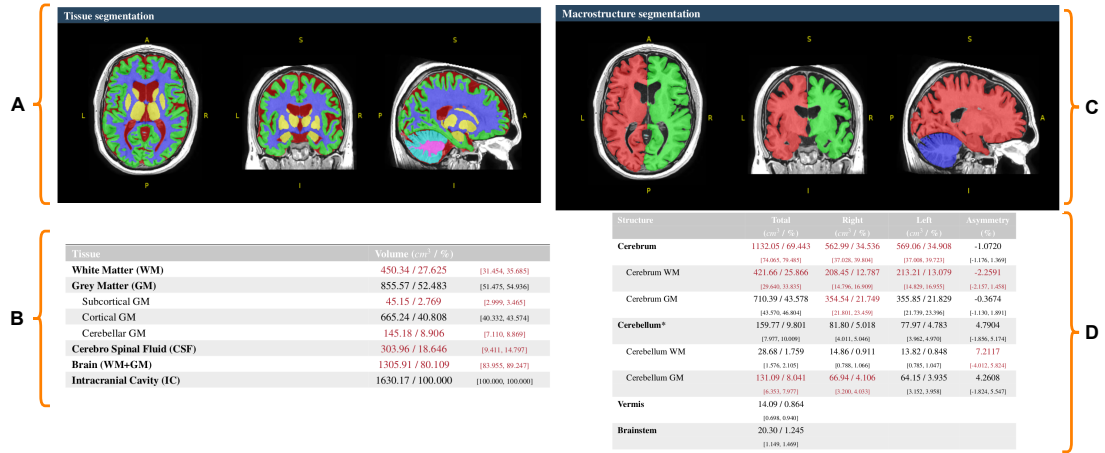 A
Tissue segmentation
A
L
R
P
S
I
S
P
A
I
Macrostructure segmentation
A
L
R
P
S
L
R
I
S
P
A
I
C
B
Tissue Volume (cm³ / %)
White Matter (WM) 450.34 / 27.625 [31.454, 35.685]
Grey Matter (GM) 855.57 / 52.483 [51.475, 54.936]
Subcortical GM 45.15 / 2.769 [2.999, 3.465]
Cortical GM 665.24 / 40.808 [40.332, 43.574]
Cerebellar GM 145.18 / 8.906 [7.110, 8.869]
Cerebro Spinal Fluid (CSF) 303.96 / 18.646 [9.411, 14.797]
Brain (WM+GM) 1305.91 / 80.109 [83.955, 89.247]
Intracranial Cavity (IC) 1630.17 / 100.000 [100.000, 100.000]
Structure Total Right Left Asymmetry
(cm³ / %) (cm³ / %) (cm³ / %) (%)
Cerebrum 1132.05 / 69.443 562.99 / 34.536 569.06 / 34.908 -1.0720
[74.065, 79.485] [37.028, 39.804] [37.008, 39.723] [-1.176, 1.369]
Cerebrum WM 421.66 / 25.866 208.45 / 12.787 213.21 / 13.079 -2.2591
[29.640, 33.835] [14.796, 16.909] [14.829, 16.955] [-2.157, 1.458]
Cerebrum GM 710.39 / 43.578 354.54 / 21.749 355.85 / 21.829 -0.3674
[43.570, 46.804] [21.801, 23.439] [21.739, 23.396] [-1.130, 1.891]
Cerebellum* 159.77 / 9.801 81.80 / 5.018 77.97 / 4.783 4.7904
[7.977, 10.009] [4.011, 5.046] [3.962, 4.970] [-1.836, 5.174]
Cerebellum WM 28.68 / 1.759 14.86 / 0.911 13.82 / 0.848 7.2117
[1.576, 2.105] [0.788, 1.066] [0.785, 1.047] [-4.012, 5.824]
Cerebellum GM 131.09 / 8.041 66.94 / 4.106 64.15 / 3.935 4.2608
[6.353, 7.977] [3.200, 4.033] [3.152, 3.958] [-1.824, 5.547]
Vermis 14.09 / 0.864
[0.698, 0.940]
Brainstem 20.30 / 1.245
[1.149, 1.469]
D